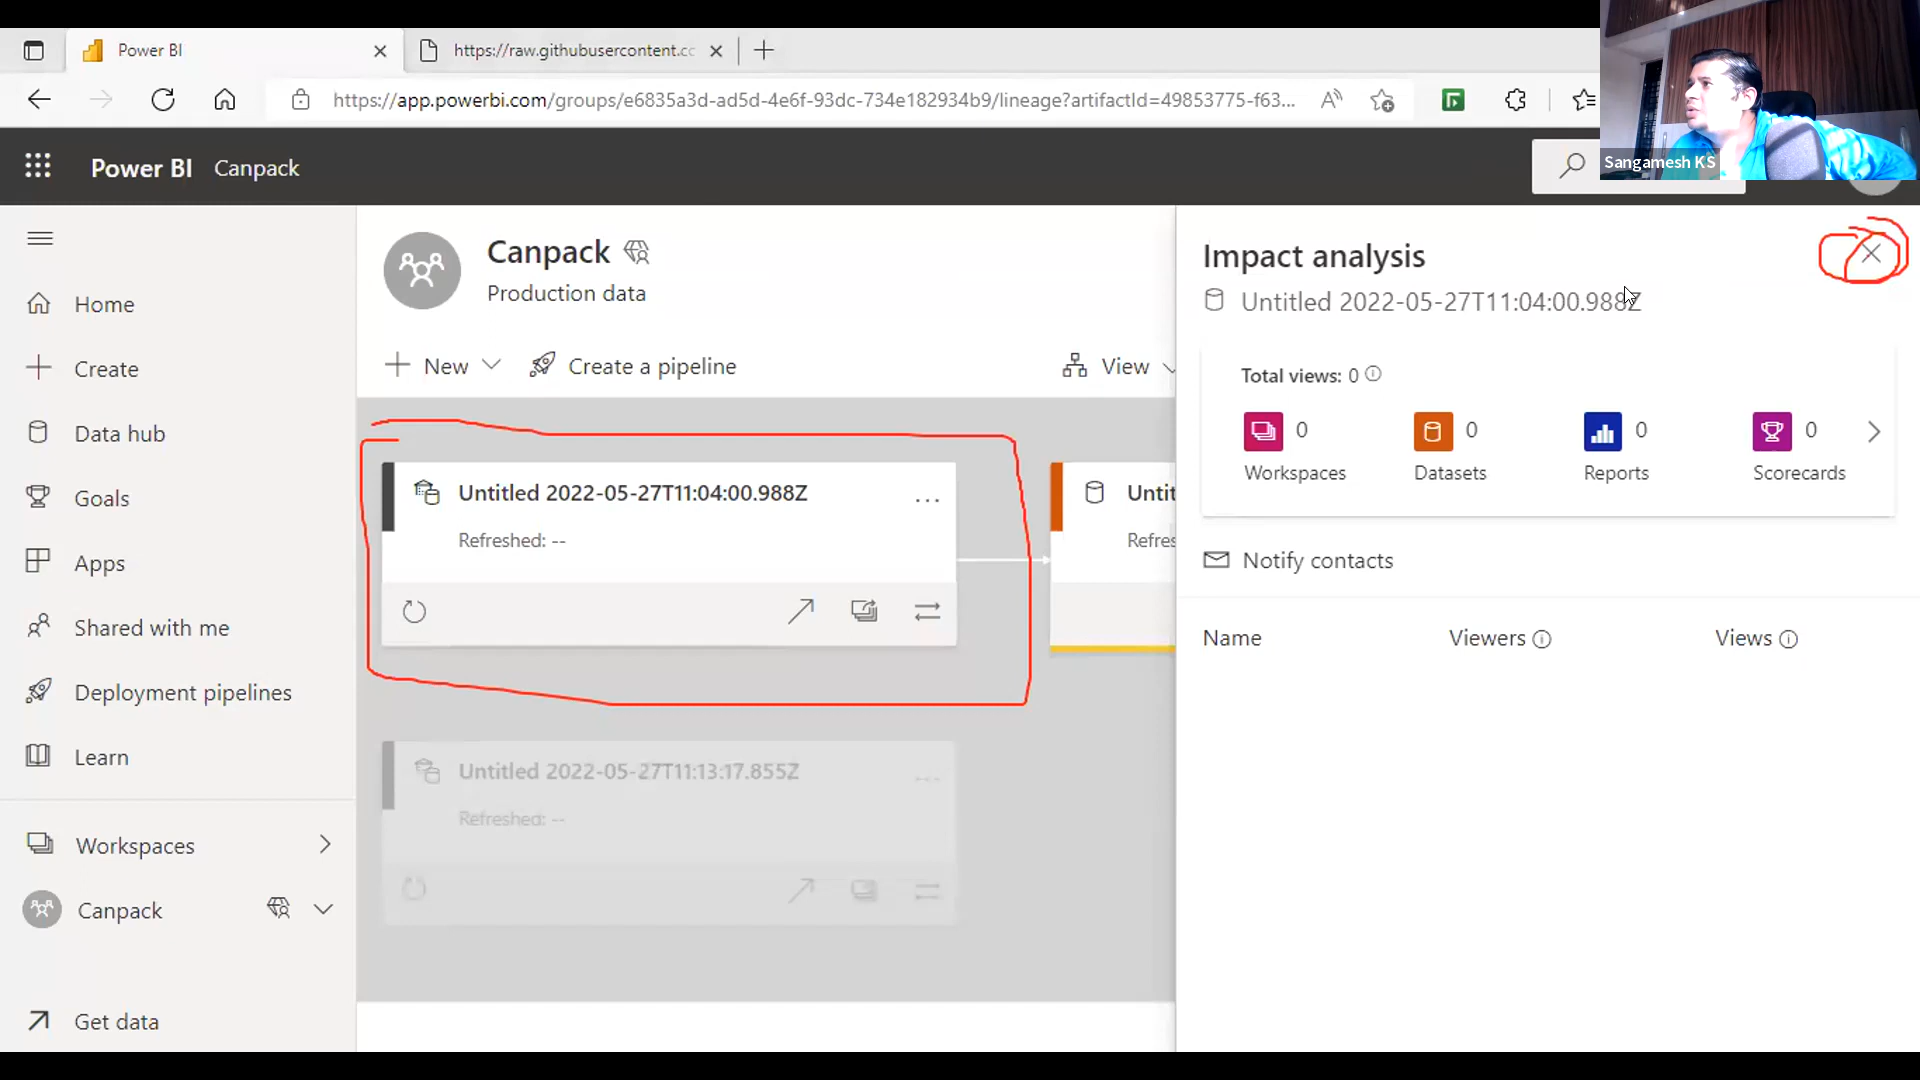 Power BI
https://raw.githubusercontent.cc
https://app.powerbi.com/groups/e6835a3d-ad5d-4e6f-93dc-734e182934b9/lineage?artifactId=49853775-f63...
Sangamesh KS
Power BI Canpack
Home
Create
Data hub
Goals
Apps
Shared with me
Deployment pipelines
Learn
Workspaces
Canpack
Get data
Canpack
Production data
New
Create a pipeline
View
Untitled 2022-05-27T11:04:00.988Z
Refreshed: --
Untit
Refres
Untitled 2022-05-27T11:13:17.855Z
Refreshed: --
Impact analysis
Untitled 2022-05-27T11:04:00.988Z
Total views: 0
0 Workspaces
0 Datasets
0 Reports
0 Scorecards
Notify contacts
Name Viewers Views